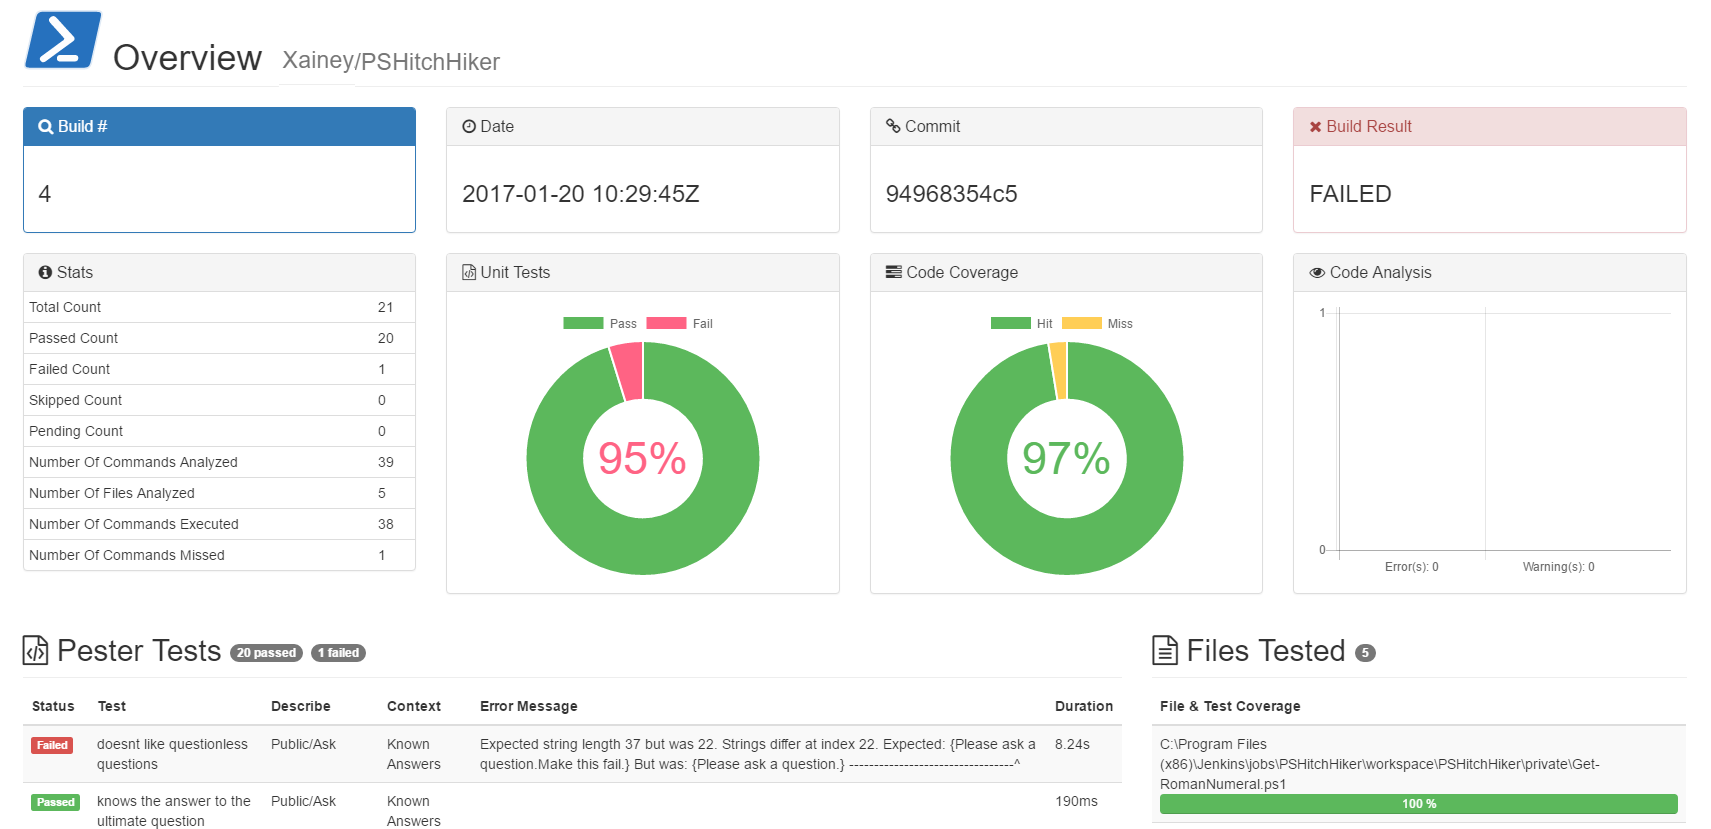 Overview Xainey/PSHitchHiker
Build #
4
Date
2017-01-20 10:29:45Z
Commit
94968354c5
Build Result
FAILED
Stats
Total Count 21
Passed Count 20
Failed Count 1
Skipped Count 0
Pending Count 0
Number Of Commands Analyzed 39
Number Of Files Analyzed 5
Number Of Commands Executed 38
Number Of Commands Missed 1
Unit Tests
Pass Fail
95%
Code Coverage
Hit Miss
97%
Code Analysis
1
0
Error(s): 0 Warning(s): 0
Pester Tests 20 passed 1 failed
Status Test Describe Context Error Message Duration
Failed doesnt like questionless Public/Ask Known Expected string length 37 but was 22. Strings differ at index 22. Expected: {Please ask a 8.24s
questions Answers question.Make this fail.} But was: {Please ask a question.} ---------------------------------^
Passed knows the answer to the Public/Ask Known 190ms
ultimate question Answers
Files Tested 5
File & Test Coverage
C:\Program Files
(x86)\Jenkins\jobs\PSHitchHiker\workspace\PSHitchHiker\private\Get-
RomanNumeral.ps1
100 %